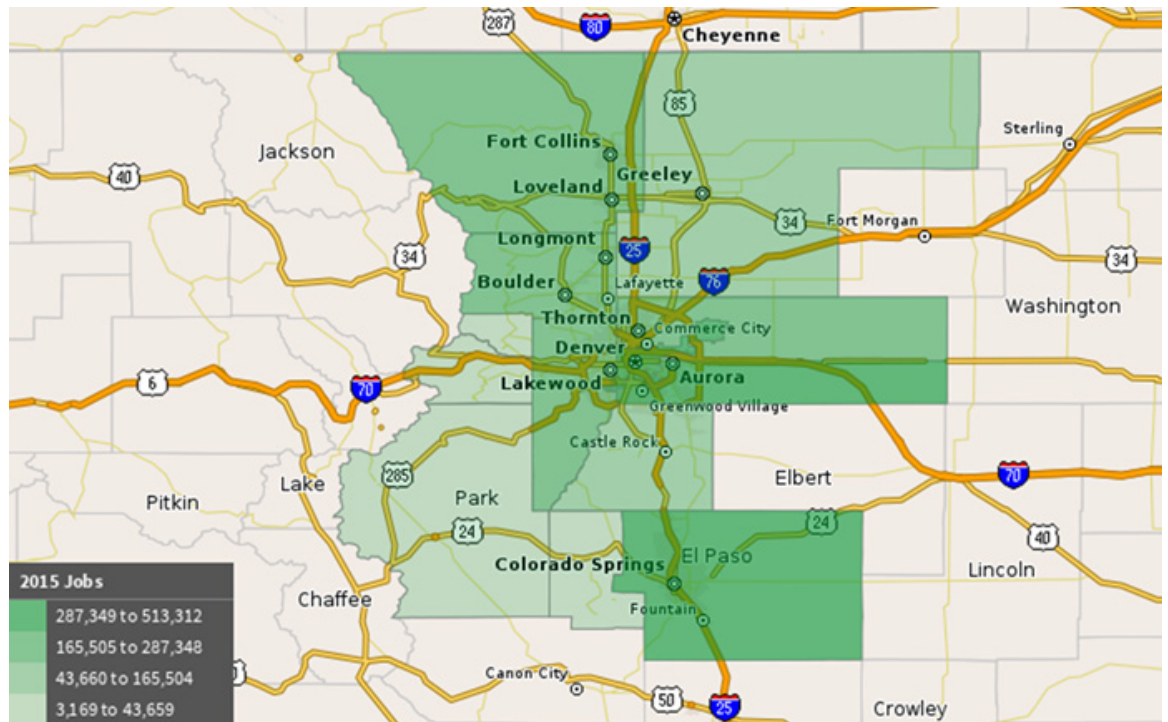 287
80
Cheyenne
85
Sterling
Fort Collins
Jackson
40
Greeley
Loveland
34
Fort Morgan
Longmont
25
34
34
76
Boulder
Lafayette
Washington
Thornton
Commerce City
Denver
6
70
Lakewood
Aurora
Greenwood Village
Castle Rock
285
70
Elbert
Lake
Pitkin
Park
24
24
40
El Paso
Colorado Springs
Lincoln
2015 Jobs
Chaffee
287,349 to 513,312
Fountain
165,505 to 287,348
Canon City
43,660 to 165,504
50
25
Crowley
3,169 to 43,659